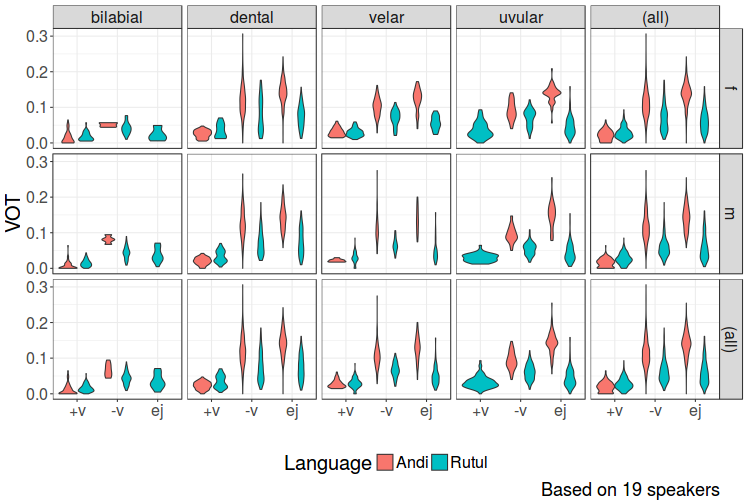 bilabial dental velar uvular (all)
0.3
0.2
0.1
0.0
f
0.3
0.2
0.1
0.0
m
VOT
0.3
0.2
0.1
0.0
(all)
+v -v ej +v -v ej +v -v ej +v -v ej +v -v ej
Language Andi Rutul
Based on 19 speakers